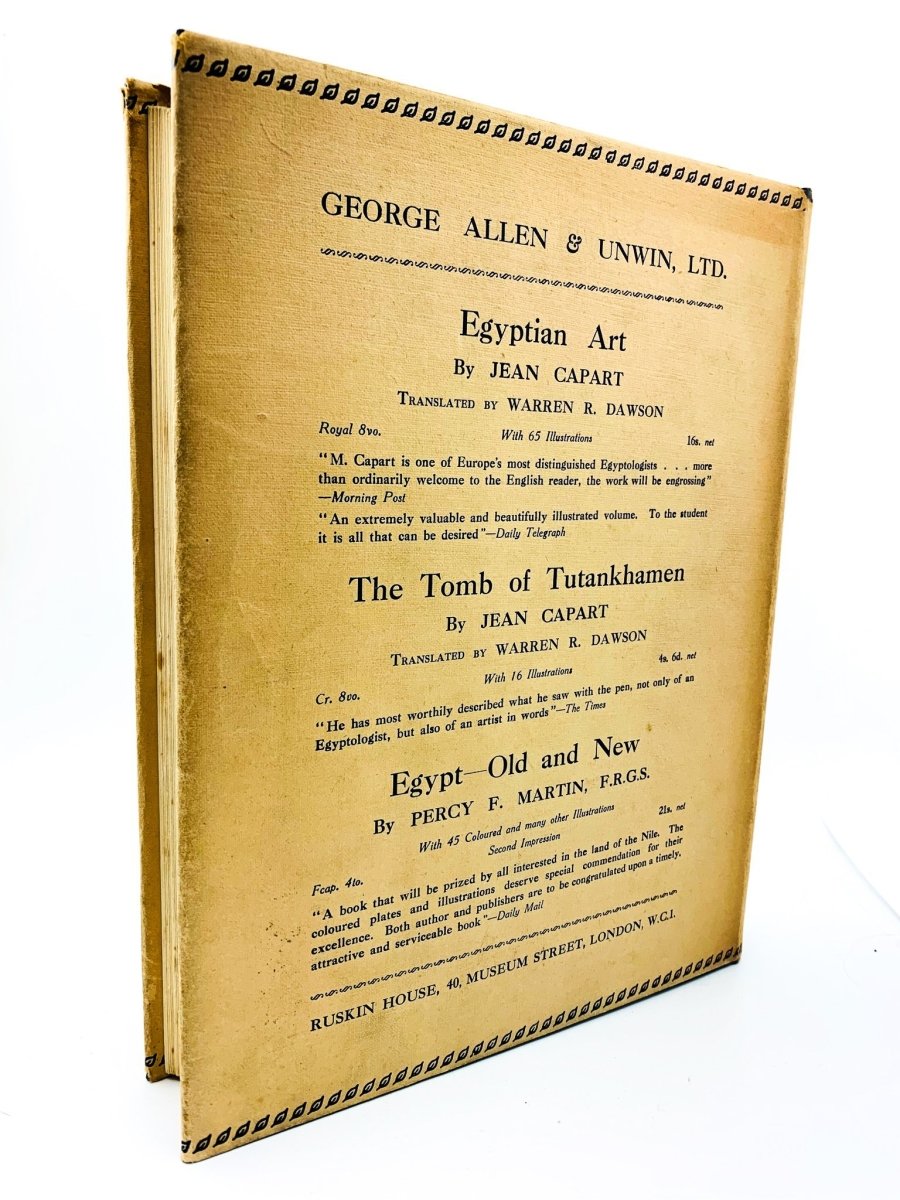 GEORGE ALLEN & UNWIN, LTD.
Egyptian Art
By JEAN CAPART
TRANSLATED BY WARREN R. DAWSON
Royal 8vo. With 65 Illustrations 16s. net
"M. Capart is one of Europe's most distinguished Egyptologists . . . more
than ordinarily welcome to the English reader, the work will be engrossing"
—Morning Post
"An extremely valuable and beautifully illustrated volume. To the student
it is all that can be desired"—Daily Telegraph
The Tomb of Tutankhamen
By JEAN CAPART
TRANSLATED BY WARREN R. DAWSON
Cr. 8vo. With 16 Illustrations 4s. 6d. net
"He has most worthily described what he saw with the pen, not only of an
Egyptologist, but also of an artist in words"—The Times
Egypt—Old and New
By PERCY F. MARTIN, F.R.G.S.
With 45 Coloured and many other Illustrations
Fcap. 4to. Second Impression 21s. net
"A book that will be prized by all interested in the land of the Nile. The
coloured plates and illustrations deserve special commendation for their
excellence. Both author and publishers are to be congratulated upon a timely,
attractive and serviceable book"—Daily Mail
RUSKIN HOUSE, 40, MUSEUM STREET, LONDON, W.C.1.